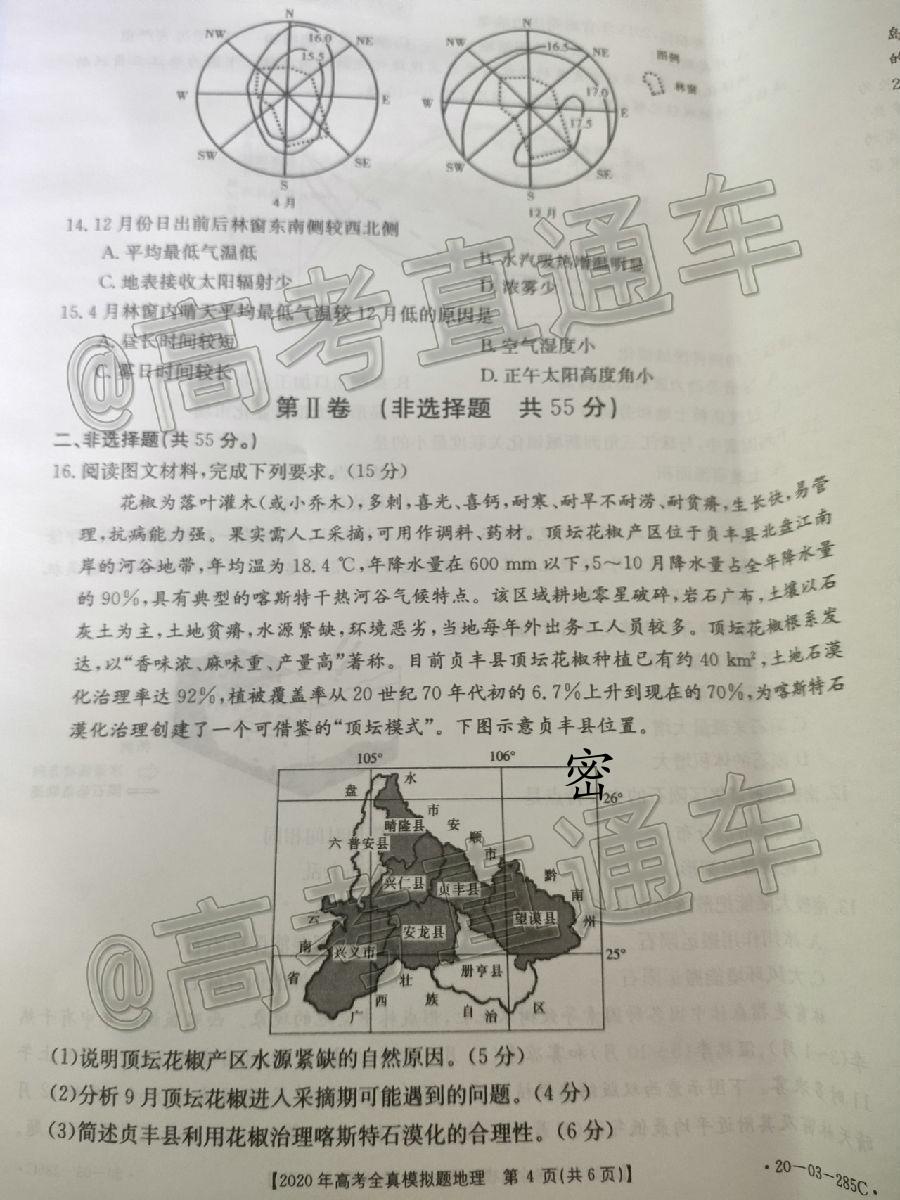 N N
NW NE NW NE
16.0 16.5
15.5 17.0
17.5
W E W E
SW SE SW SE
S S
4月 12月
图例
林窗
14.12月份日出前后林窗东南侧较西北侧
A.平均最低气温低 B.水汽吸热增温明显
C.地表接收太阳辐射少 D.浓雾少
15.4月林窗内晴天平均最低气温较12月低的原因是
A.昼长时间较短 B.空气湿度小
C.雾日时间较长 D.正午太阳高度角小
第Ⅱ卷 (非选择题 共55分)
二、非选择题(共55分。)
16.阅读图文材料,完成下列要求。(15分)
花椒为落叶灌木(或小乔木),多刺,喜光、喜钙,耐寒、耐旱不耐涝、耐贫瘠,生长快,易管
理,抗病能力强。果实需人工采摘,可用作调料、药材。顶坛花椒产区位于贞丰县北盘江南
岸的河谷地带,年均温为18.4℃,年降水量在600 mm以下,5～10月降水量占全年降水量
的90%,具有典型的喀斯特干热河谷气候特点。该区域耕地零星破碎,岩石广布,土壤以石
灰土为主,土地贫瘠,水源紧缺,环境恶劣,当地每年外出务工人员较多。顶坛花椒根系发
达,以“香味浓、麻味重、产量高”著称。目前贞丰县顶坛花椒种植已有约40 km²,土地石漠
化治理率达92%,植被覆盖率从20世纪70年代初的6.7%上升到现在的70%,为喀斯特石
漠化治理创建了一个可借鉴的“顶坛模式”。下图示意贞丰县位置。
105° 106°
密
26°
盘 水
市
六 普安县 晴隆县 安
顺
市
兴仁县 贞丰县 黔
南
云 望谟县 州
安龙县
南 兴义市 25°
册亨县
省 壮
西 族 区
广 自治
(1)说明顶坛花椒产区水源紧缺的自然原因。(5分)
(2)分析9月顶坛花椒进入采摘期可能遇到的问题。(4分)
(3)简述贞丰县利用花椒治理喀斯特石漠化的合理性。(6分)
【2020年高考全真模拟题地理 第4页(共6页)】
·20-03-285C·
@高考直通车
@高考直通车